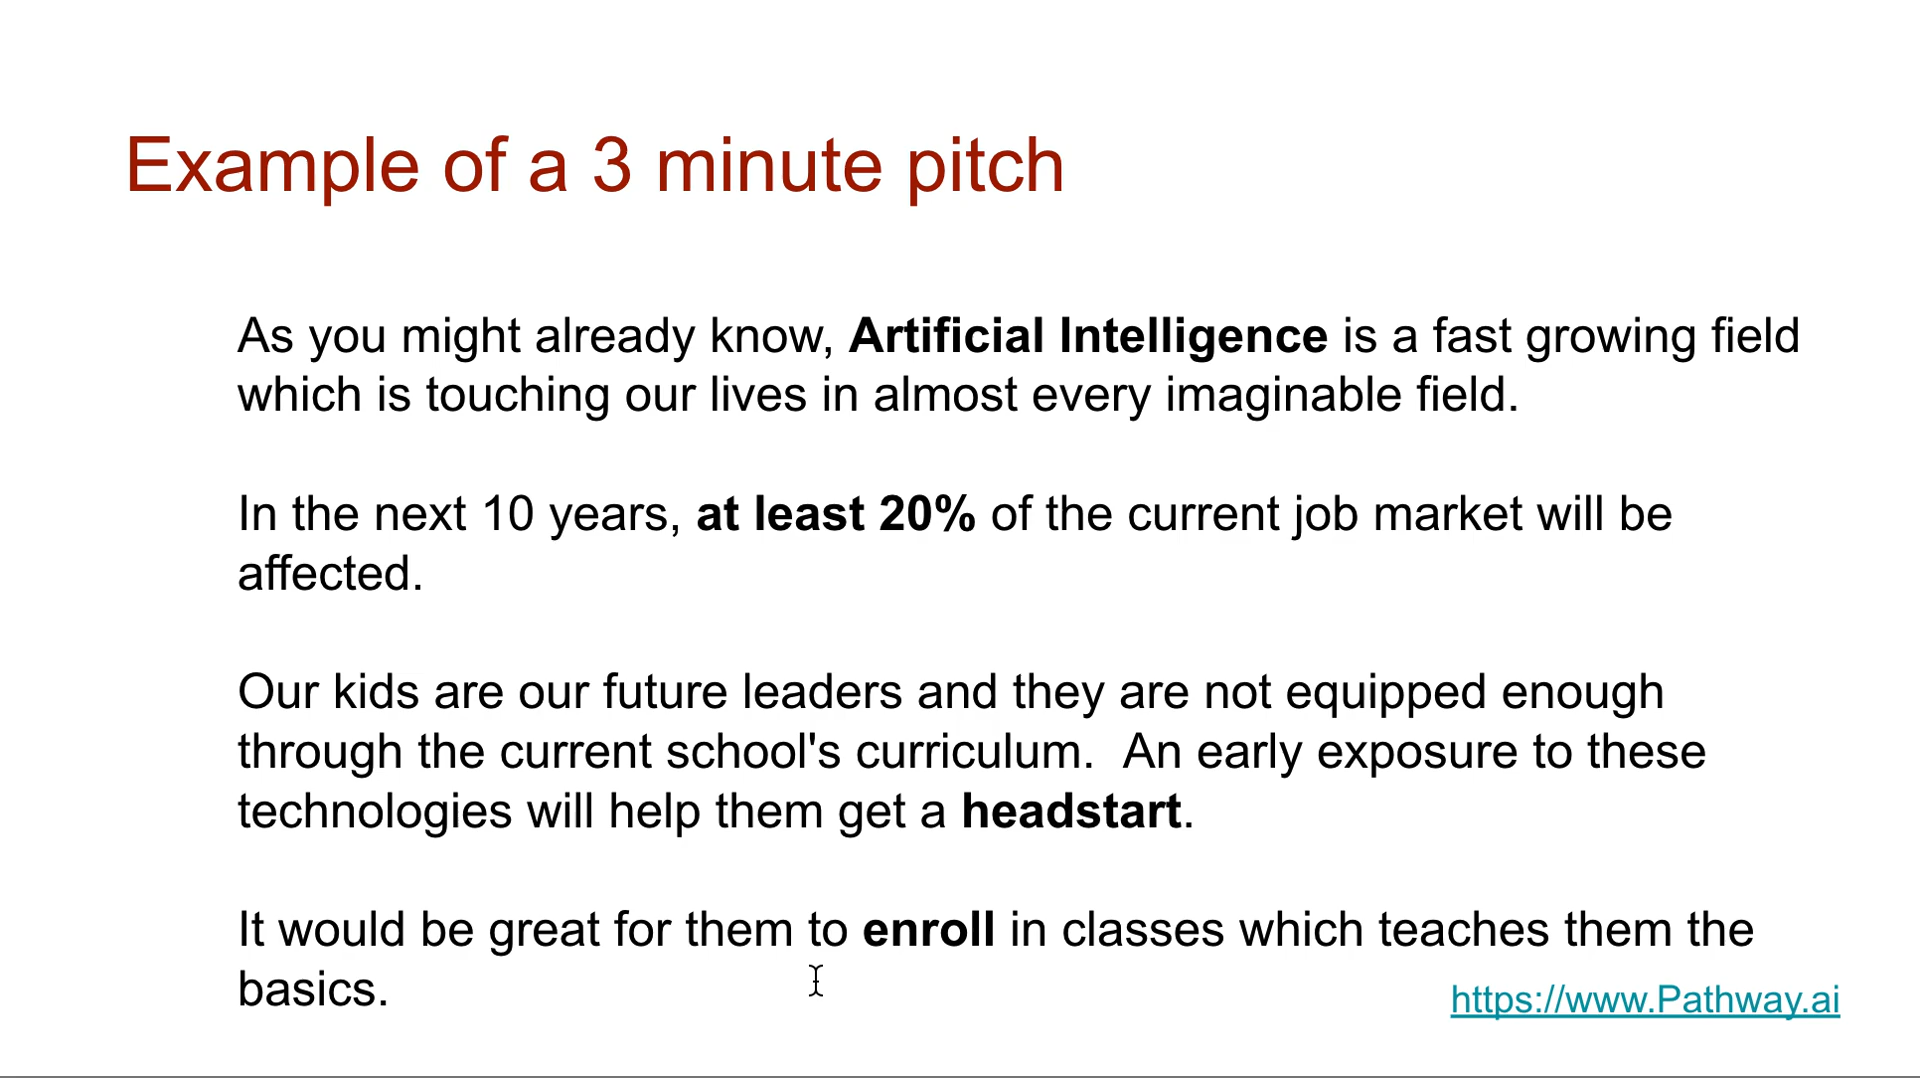 Example of a 3 minute pitch
As you might already know, Artificial Intelligence is a fast growing field
which is touching our lives in almost every imaginable field.
In the next 10 years, at least 20% of the current job market will be
affected.
Our kids are our future leaders and they are not equipped enough
through the current school's curriculum.  An early exposure to these
technologies will help them get a headstart.
It would be great for them to enroll in classes which teaches them the
basics.
https://www.Pathway.ai